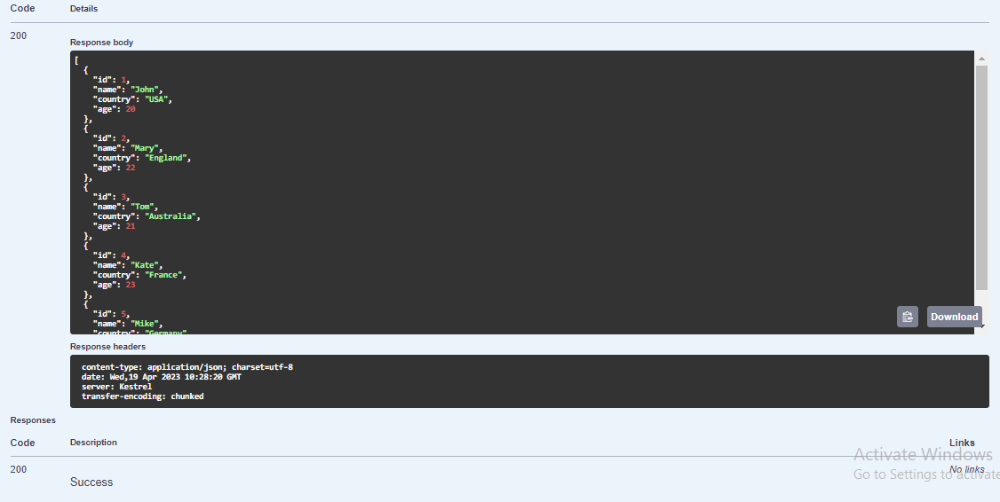 Code Details
200
Response body
[
{
"id": 1,
"name": "John",
"country": "USA",
"age": 20
},
{
"id": 2,
"name": "Mary",
"country": "England",
"age": 22
},
{
"id": 3,
"name": "Tom",
"country": "Australia",
"age": 21
},
{
"id": 4,
"name": "Kate",
"country": "France",
"age": 23
},
{
"id": 5,
"name": "Mike",
"country": "Germany"
Download
Response headers
content-type: application/json; charset=utf-8
date: Wed,19 Apr 2023 10:28:20 GMT
server: Kestrel
transfer-encoding: chunked
Responses
Code Description Links
Activate Windows
200 No links
Go to Settings to activate
Success